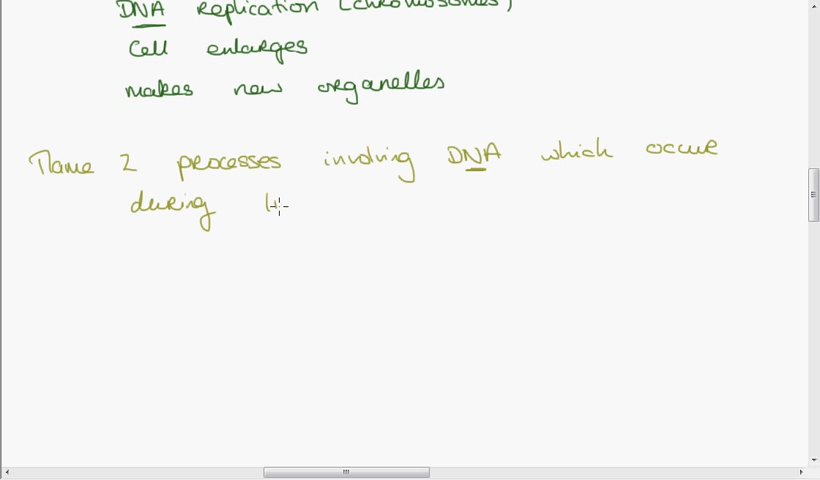 DNA Replication (chromosomes)
Cell enlarges
makes new organelles
Name 2 processes involving DNA which occur
during